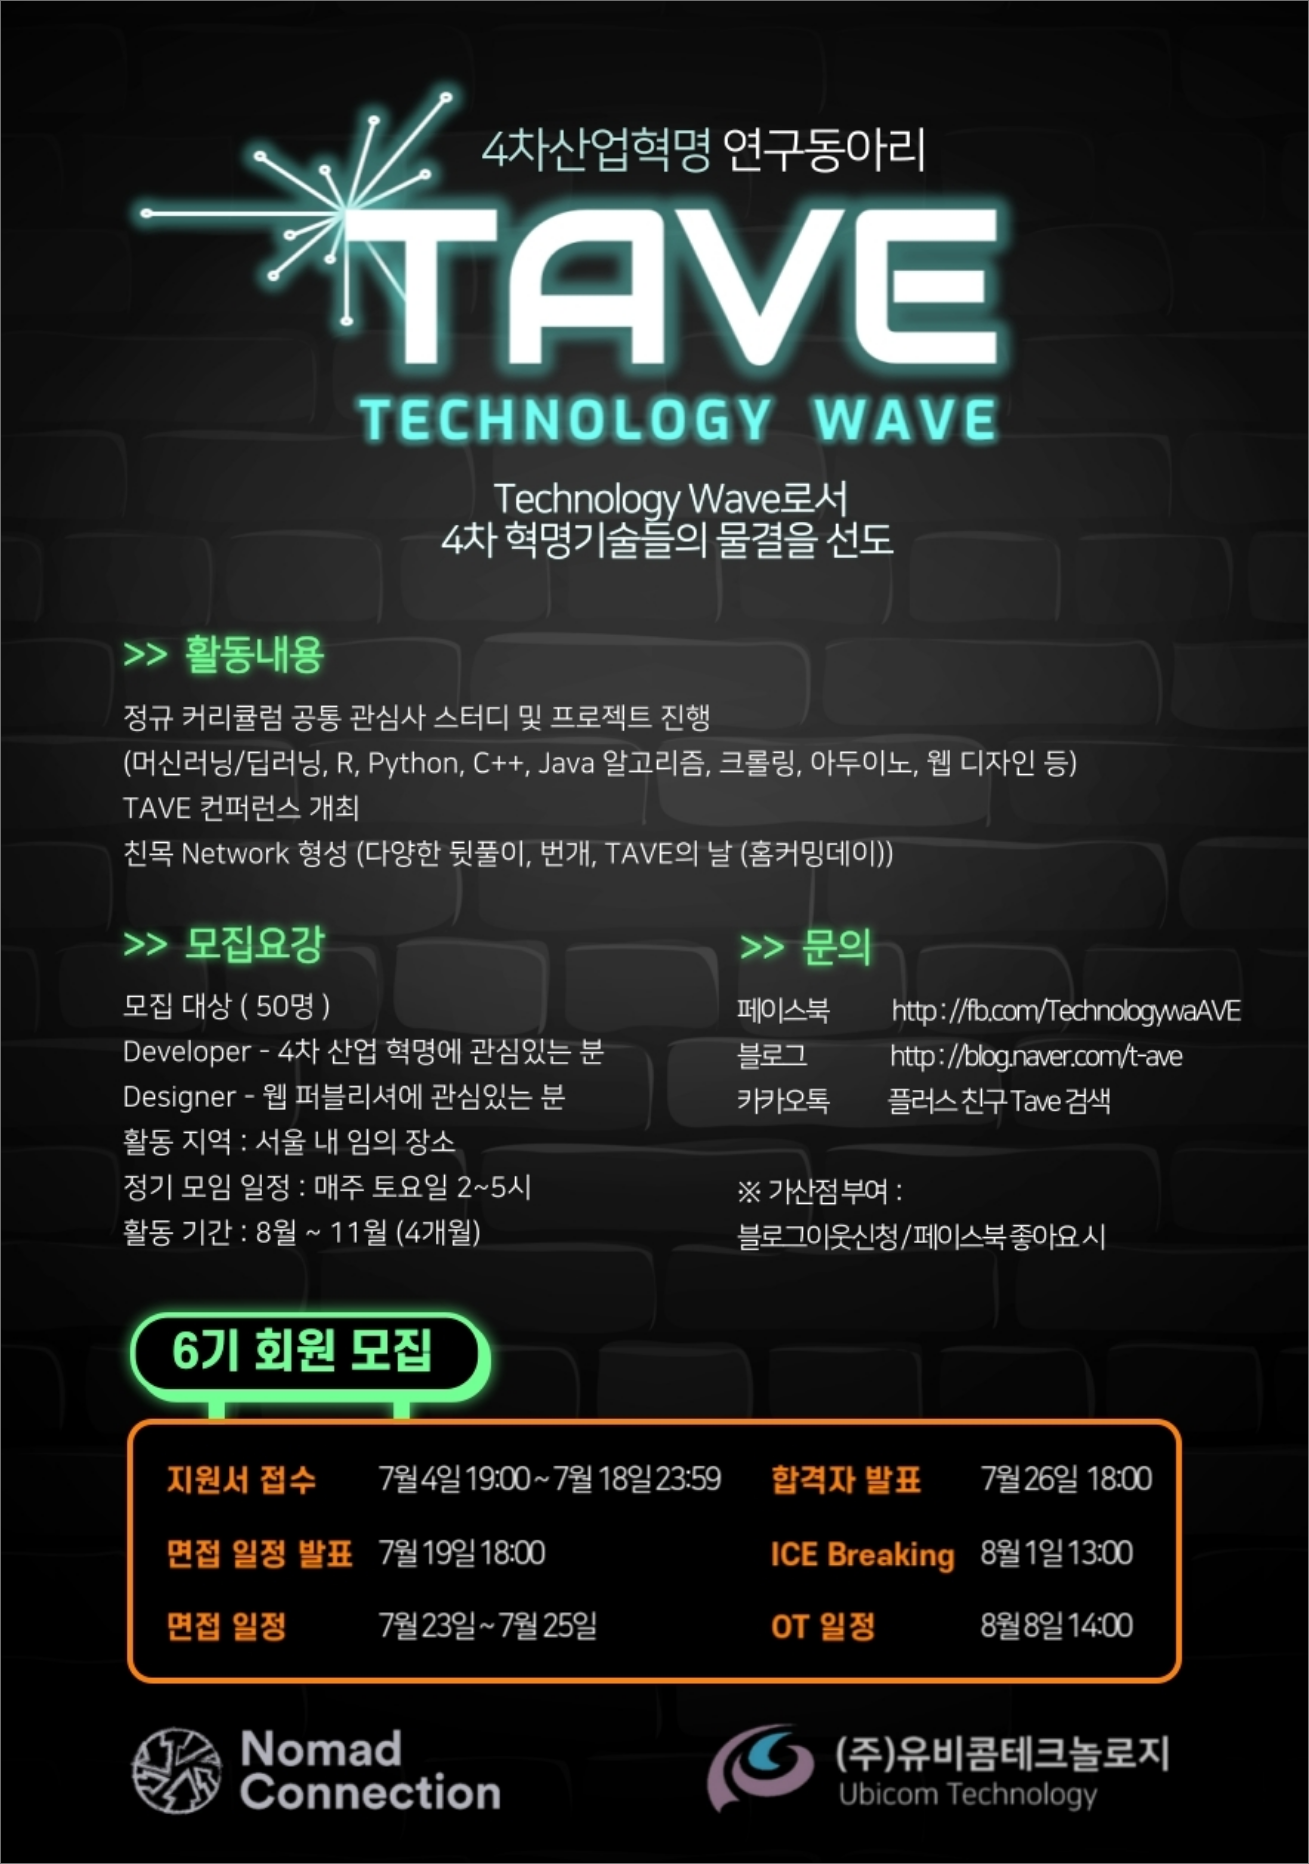 4차산업혁명 연구동아리
TAVE
TECHNOLOGY WAVE
Technology Wave로서
4차 혁명기술들의 물결을 선도
>> 활동내용
정규 커리큘럼 공통 관심사 스터디 및 프로젝트 진행
(머신러닝/딥러닝, R, Python, C++, Java 알고리즘, 크롤링, 아두이노, 웹 디자인 등)
TAVE 컨퍼런스 개최
친목 Network 형성 (다양한 뒷풀이, 번개, TAVE의 날 (홈커밍데이))
>> 모집요강
모집 대상 ( 50명 )
Developer - 4차 산업 혁명에 관심있는 분
Designer - 웹 퍼블리셔에 관심있는 분
활동 지역 : 서울 내 임의 장소
정기 모임 일정 : 매주 토요일 2~5시
활동 기간 : 8월 ~ 11월 (4개월)
>> 문의
페이스북 http://fb.com/TechnologywaAVE
블로그 http://blog.naver.com/t-ave
카카오톡 플러스 친구 Tave 검색
※ 가산점 부여 :
블로그이웃신청 / 페이스북 좋아요 시
6기 회원 모집
지원서 접수 7월 4일 19:00 ~ 7월 18일 23:59
면접 일정 발표 7월 19일 18:00
면접 일정 7월 23일 ~ 7월 25일
합격자 발표 7월 26일 18:00
ICE Breaking 8월 1일 13:00
OT 일정 8월 8일 14:00
Nomad
Connection
(주)유비콤테크놀로지
Ubicom Technology